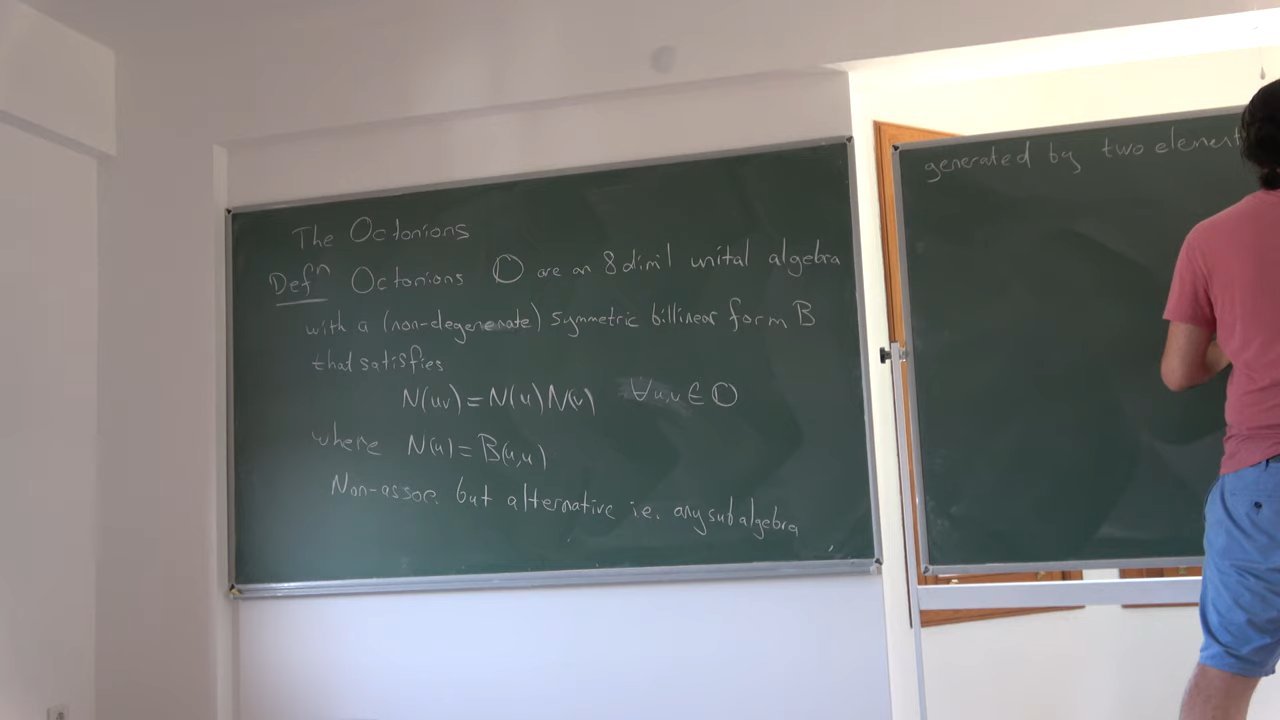 The Octonions
Defⁿ Octonions 𝕆 are an 8 dim'l unital algebra
with a (non-degenerate) symmetric billinear form B
that satisfies
N(uv)=N(u)N(v) ∀u,v∈𝕆
where N(u)=B(u,u)
Non-assoc. but alternative i.e. any subalgebra
generated by two element